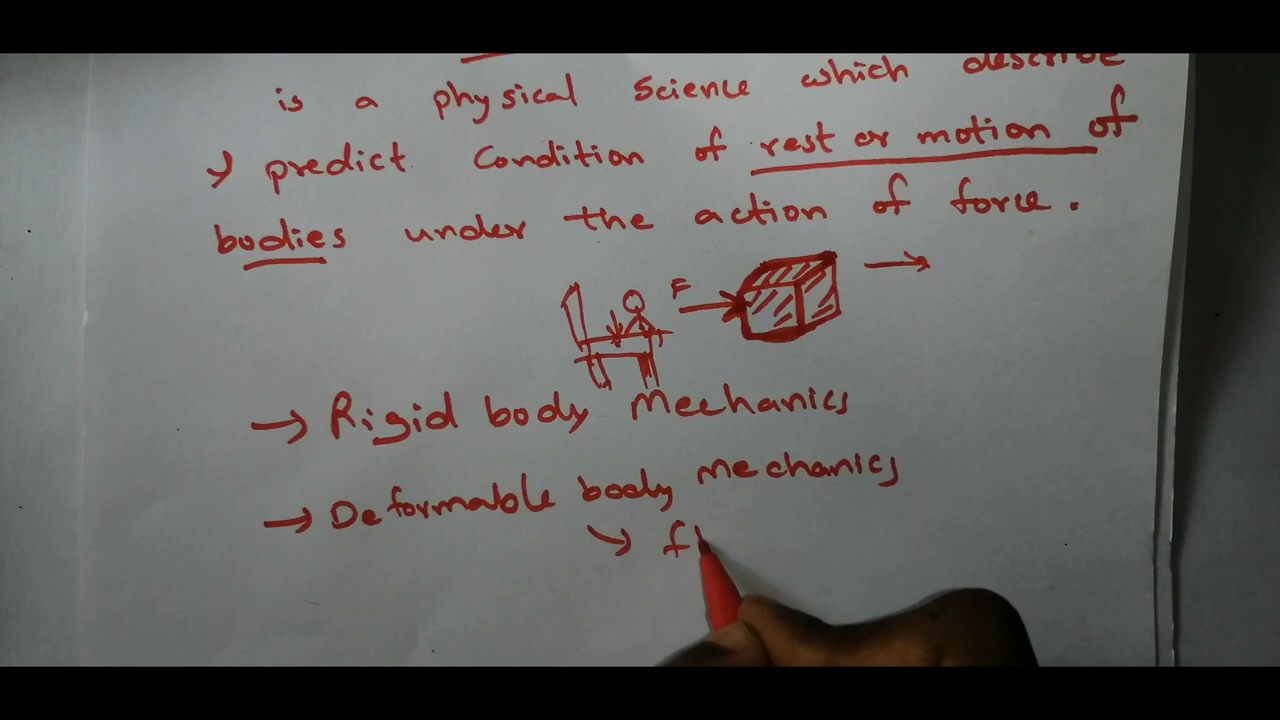 is a physical Science which describe
y predict Condition of rest or motion of
bodies under the action of force.
F
→ Rigid body Mechanics
→ Deformable body mechanics